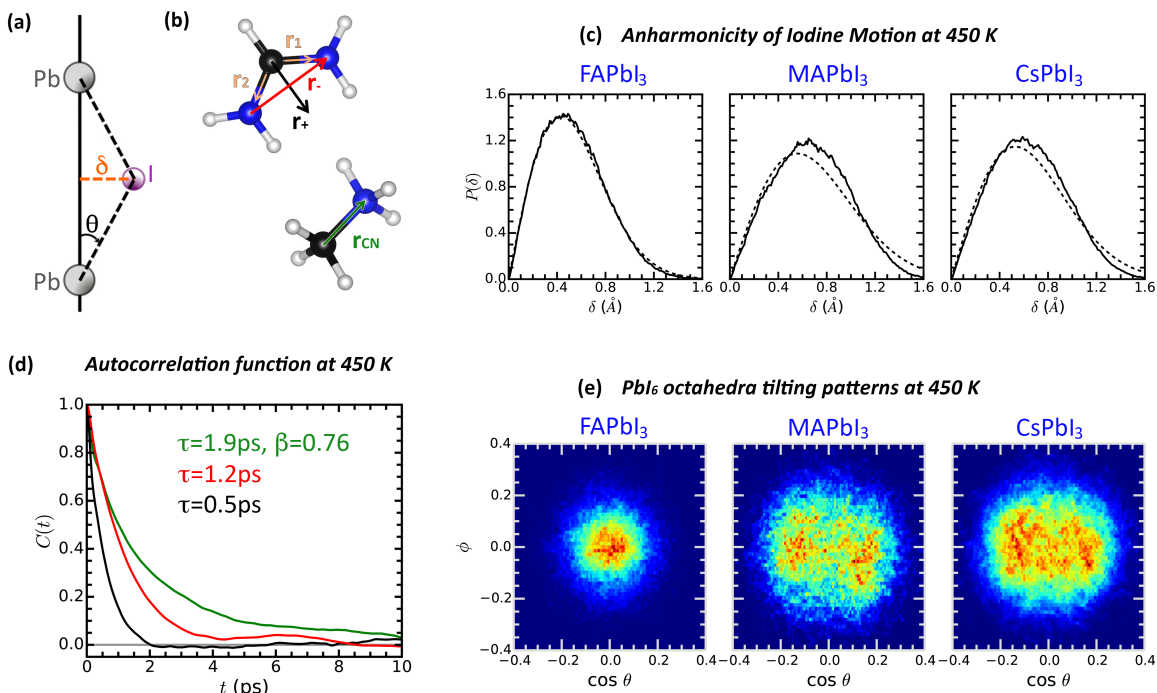 (a)
Pb
δ
I
θ
Pb
(b)
r1
r2
r-
r+
rCN
(c) Anharmonicity of Iodine Motion at 450 K
FAPbI3 MAPbI3 CsPbI3
P(δ)
1.6
1.2
0.8
0.4
0.0
0.0 0.4 0.8 1.2 1.6
0.0 0.4 0.8 1.2 1.6
0.0 0.4 0.8 1.2 1.6
δ (Å) δ (Å) δ (Å)
(d) Autocorrelation function at 450 K
C(t)
1.0
0.8
0.6
0.4
0.2
0.0
τ=1.9ps, β=0.76
τ=1.2ps
τ=0.5ps
0 2 4 6 8 10
t (ps)
(e) PbI6 octahedra tilting patterns at 450 K
FAPbI3 MAPbI3 CsPbI3
ϕ
0.4
0.2
0.0
−0.2
−0.4
−0.4 −0.2 0.0 0.2 0.4
−0.4 −0.2 0.0 0.2 0.4
−0.4 −0.2 0.0 0.2 0.4
cos θ cos θ cos θ